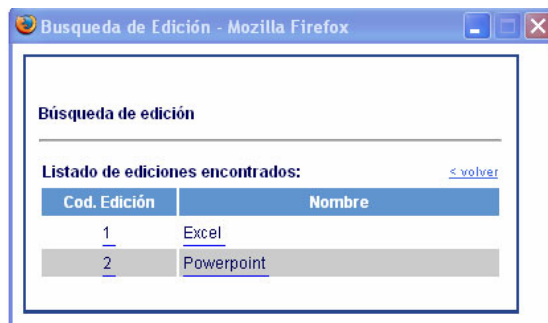 Busqueda de Edición - Mozilla Firefox
Búsqueda de edición
Listado de ediciones encontrados: < volver
Cod. Edición Nombre
1 Excel
2 Powerpoint